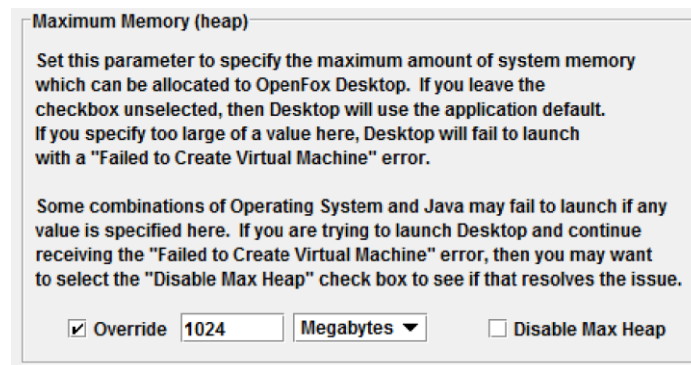 Maximum Memory (heap)
Set this parameter to specify the maximum amount of system memory
which can be allocated to OpenFox Desktop.  If you leave the
checkbox unselected, then Desktop will use the application default.
If you specify too large of a value here, Desktop will fail to launch
with a "Failed to Create Virtual Machine" error.
Some combinations of Operating System and Java may fail to launch if any
value is specified here.  If you are trying to launch Desktop and continue
receiving the "Failed to Create Virtual Machine" error, then you may want
to select the "Disable Max Heap" check box to see if that resolves the issue.
Override 1024 Megabytes Disable Max Heap